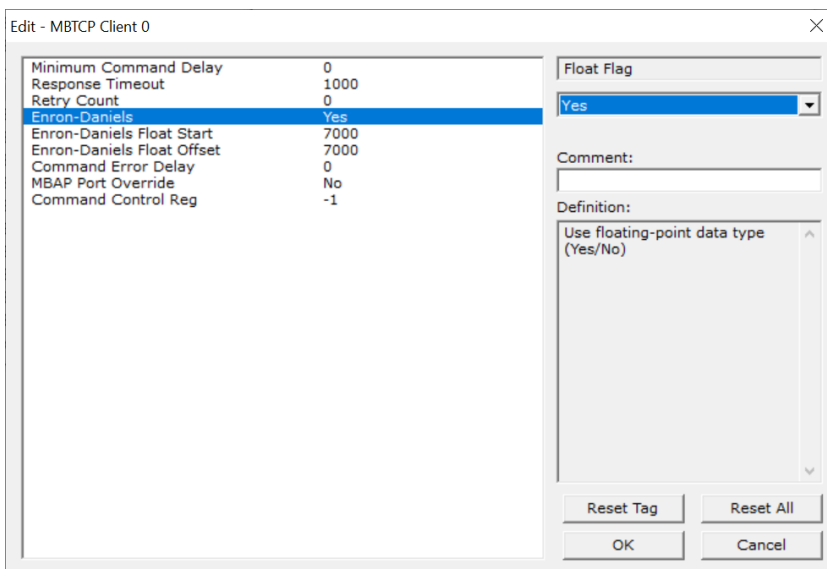 Edit - MBTCP Client 0
Minimum Command Delay 0
Response Timeout 1000
Retry Count 0
Enron-Daniels Yes
Enron-Daniels Float Start 7000
Enron-Daniels Float Offset 7000
Command Error Delay 0
MBAP Port Override No
Command Control Reg -1
Float Flag
Yes
Comment:
Definition:
Use floating-point data type
(Yes/No)
Reset Tag Reset All
OK Cancel